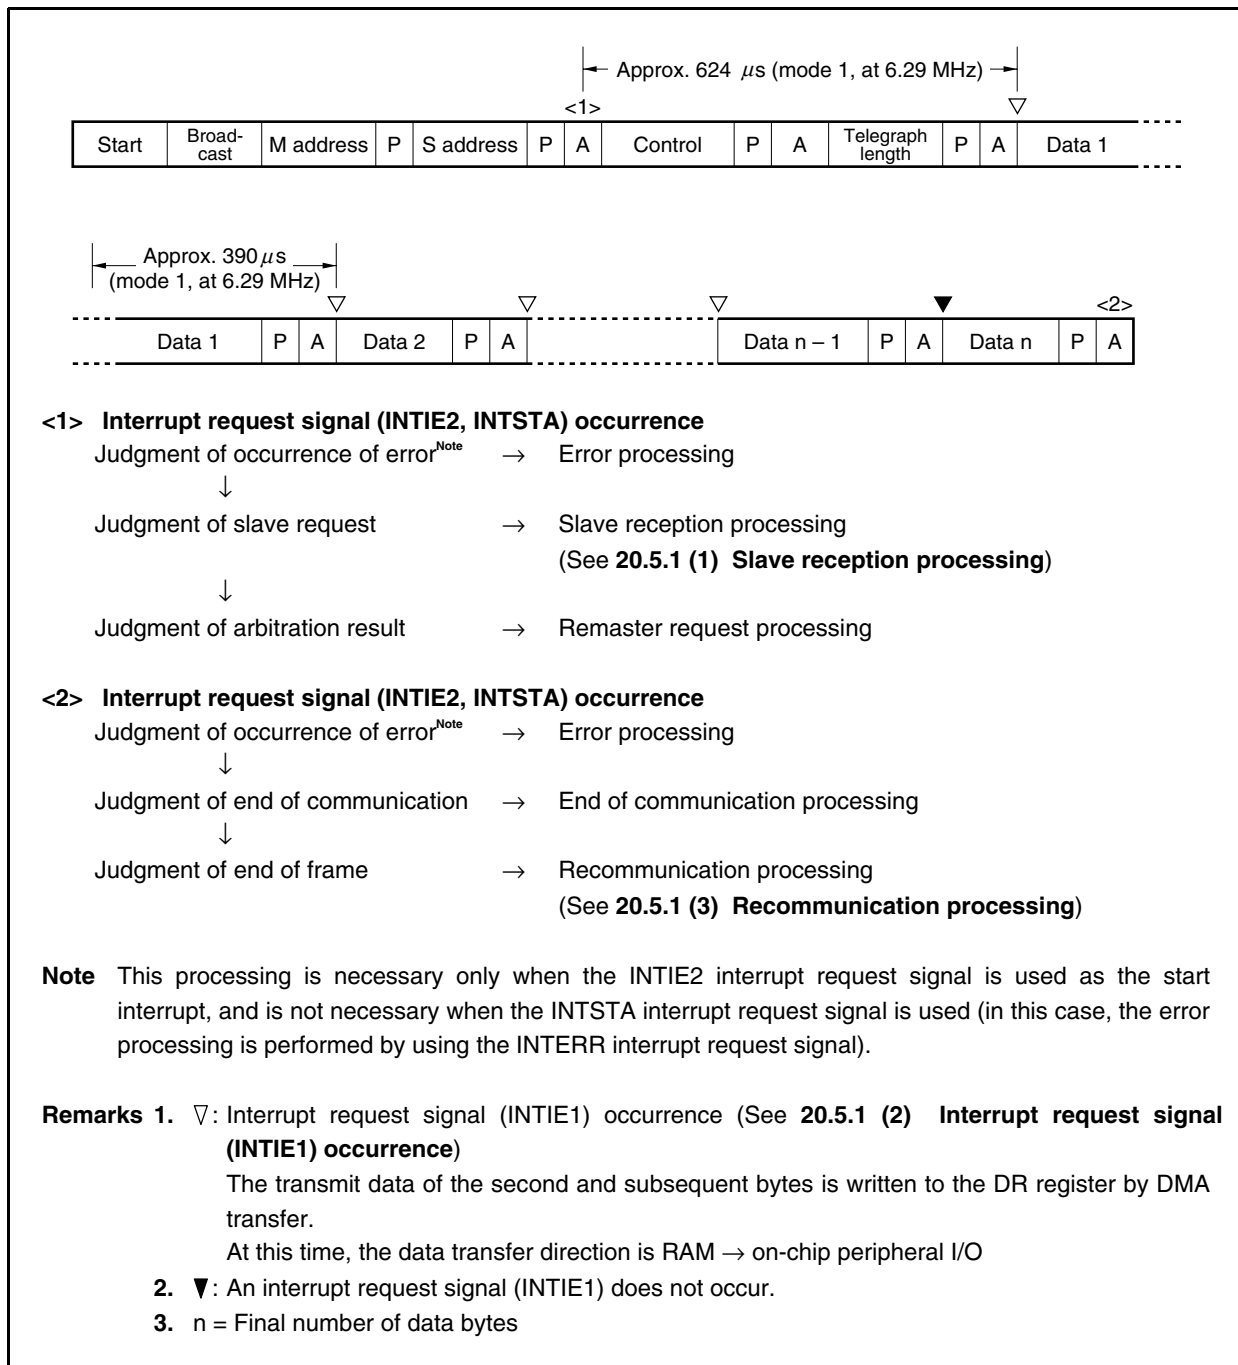 Approx. 624 μs (mode 1, at 6.29 MHz)
<1> ▽
Start Broad-cast M address P S address P A Control P A Telegraph length P A Data 1
Approx. 390 μs
(mode 1, at 6.29 MHz)
▽ ▽ ▽ ▼ <2>
Data 1 P A Data 2 P A Data n – 1 P A Data n P A
<1> Interrupt request signal (INTIE2, INTSTA) occurrence
Judgment of occurrence of error^Note → Error processing
↓
Judgment of slave request → Slave reception processing
(See 20.5.1 (1) Slave reception processing)
↓
Judgment of arbitration result → Remaster request processing
<2> Interrupt request signal (INTIE2, INTSTA) occurrence
Judgment of occurrence of error^Note → Error processing
↓
Judgment of end of communication → End of communication processing
↓
Judgment of end of frame → Recommunication processing
(See 20.5.1 (3) Recommunication processing)
Note This processing is necessary only when the INTIE2 interrupt request signal is used as the start
interrupt, and is not necessary when the INTSTA interrupt request signal is used (in this case, the error
processing is performed by using the INTERR interrupt request signal).
Remarks 1. ▽: Interrupt request signal (INTIE1) occurrence (See 20.5.1 (2) Interrupt request signal
(INTIE1) occurrence)
The transmit data of the second and subsequent bytes is written to the DR register by DMA
transfer.
At this time, the data transfer direction is RAM → on-chip peripheral I/O
2. ▼: An interrupt request signal (INTIE1) does not occur.
3. n = Final number of data bytes